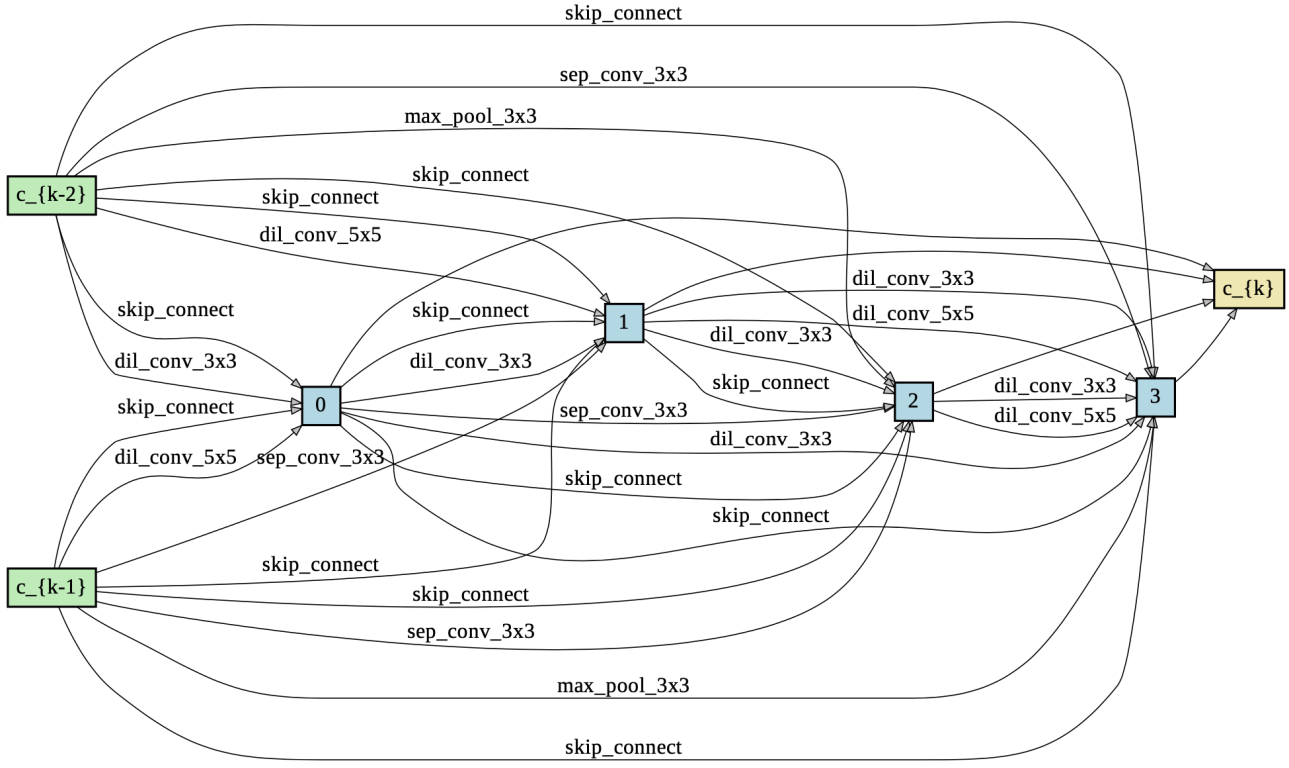 skip_connect
sep_conv_3x3
max_pool_3x3
skip_connect
c_{k-2}
skip_connect
dil_conv_5x5
dil_conv_3x3
c_{k}
skip_connect
skip_connect
dil_conv_5x5
1
dil_conv_3x3
dil_conv_3x3
dil_conv_3x3
skip_connect
dil_conv_3x3
3
skip_connect
0
sep_conv_3x3
2
dil_conv_5x5
dil_conv_3x3
dil_conv_5x5
sep_conv_3x3
skip_connect
skip_connect
skip_connect
c_{k-1}
skip_connect
sep_conv_3x3
max_pool_3x3
skip_connect